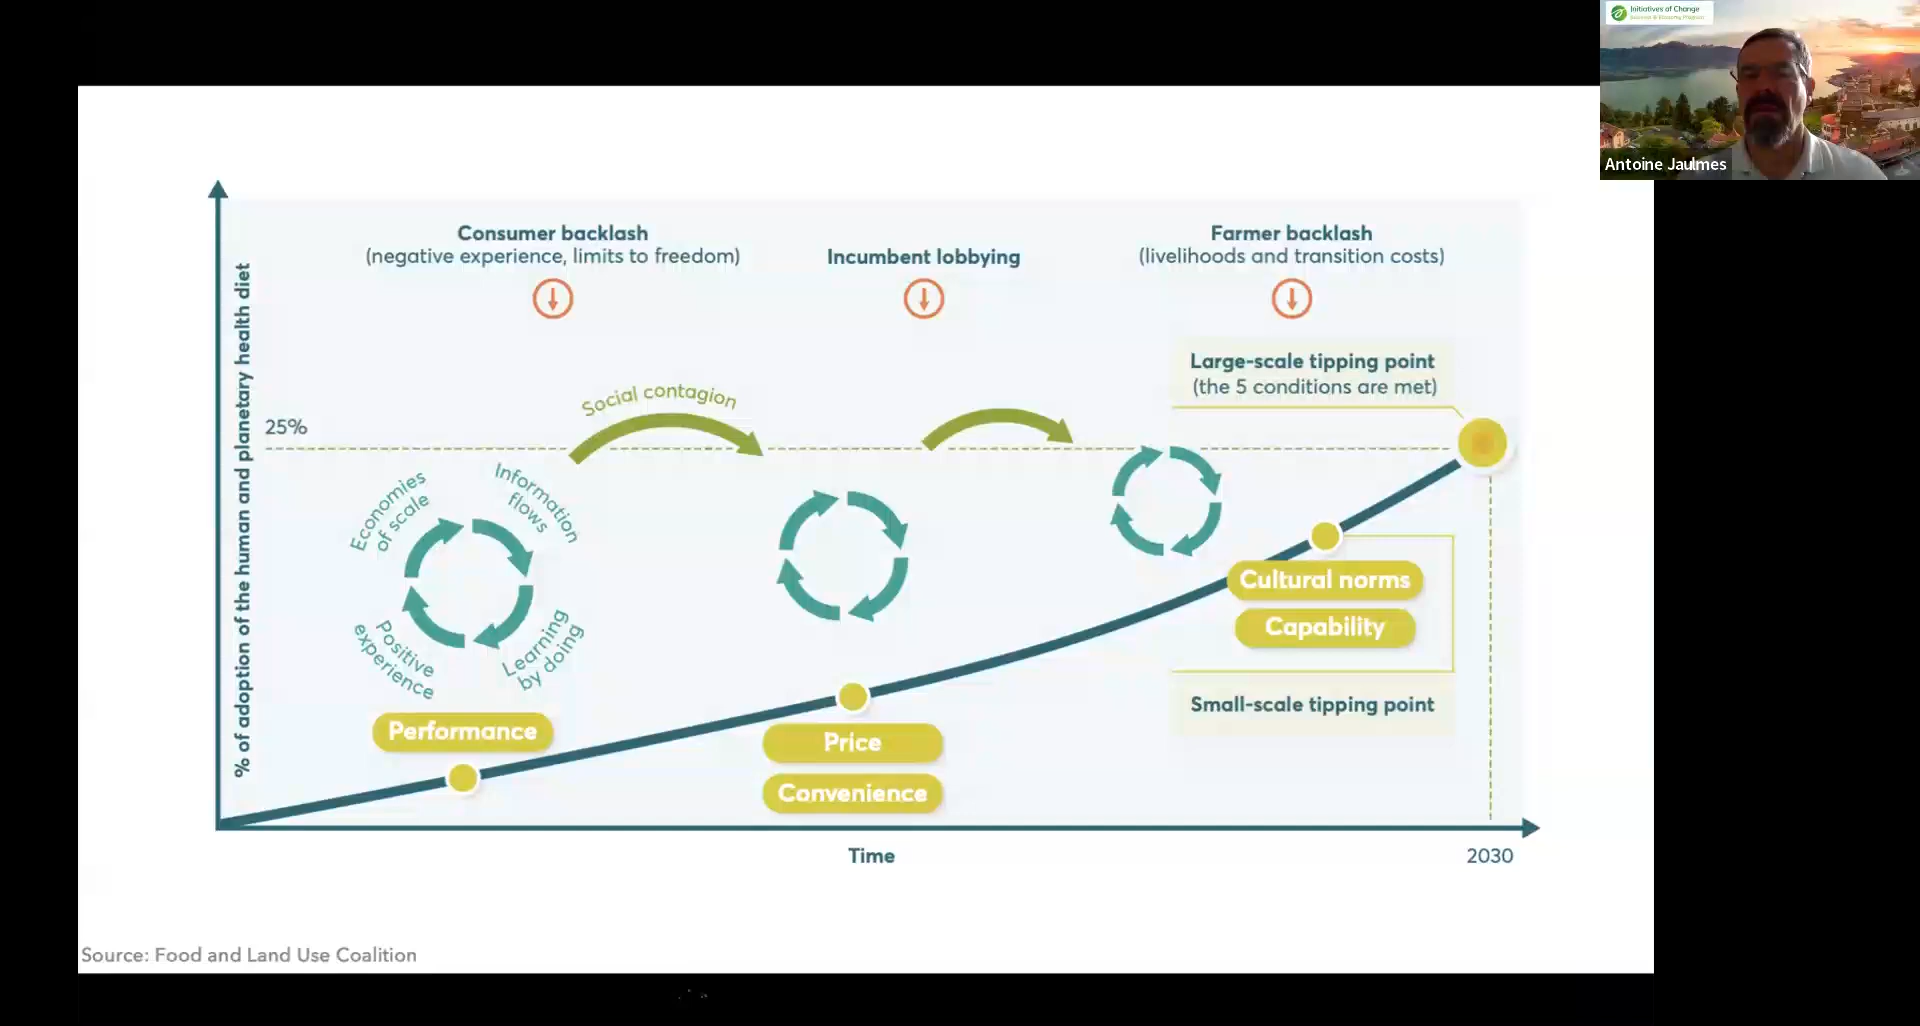 Initiatives of Change
Antoine Jaulmes
Consumer backlash
(negative experience, limits to freedom)
Incumbent lobbying
Farmer backlash
(livelihoods and transition costs)
% of adoption of the human and planetary health diet
Large-scale tipping point
(the 5 conditions are met)
Social contagion
25%
Economies
of scale
Information
flows
Positive
experience
Learning
by doing
Cultural norms
Capability
Small-scale tipping point
Performance
Price
Convenience
Time
2030
Source: Food and Land Use Coalition